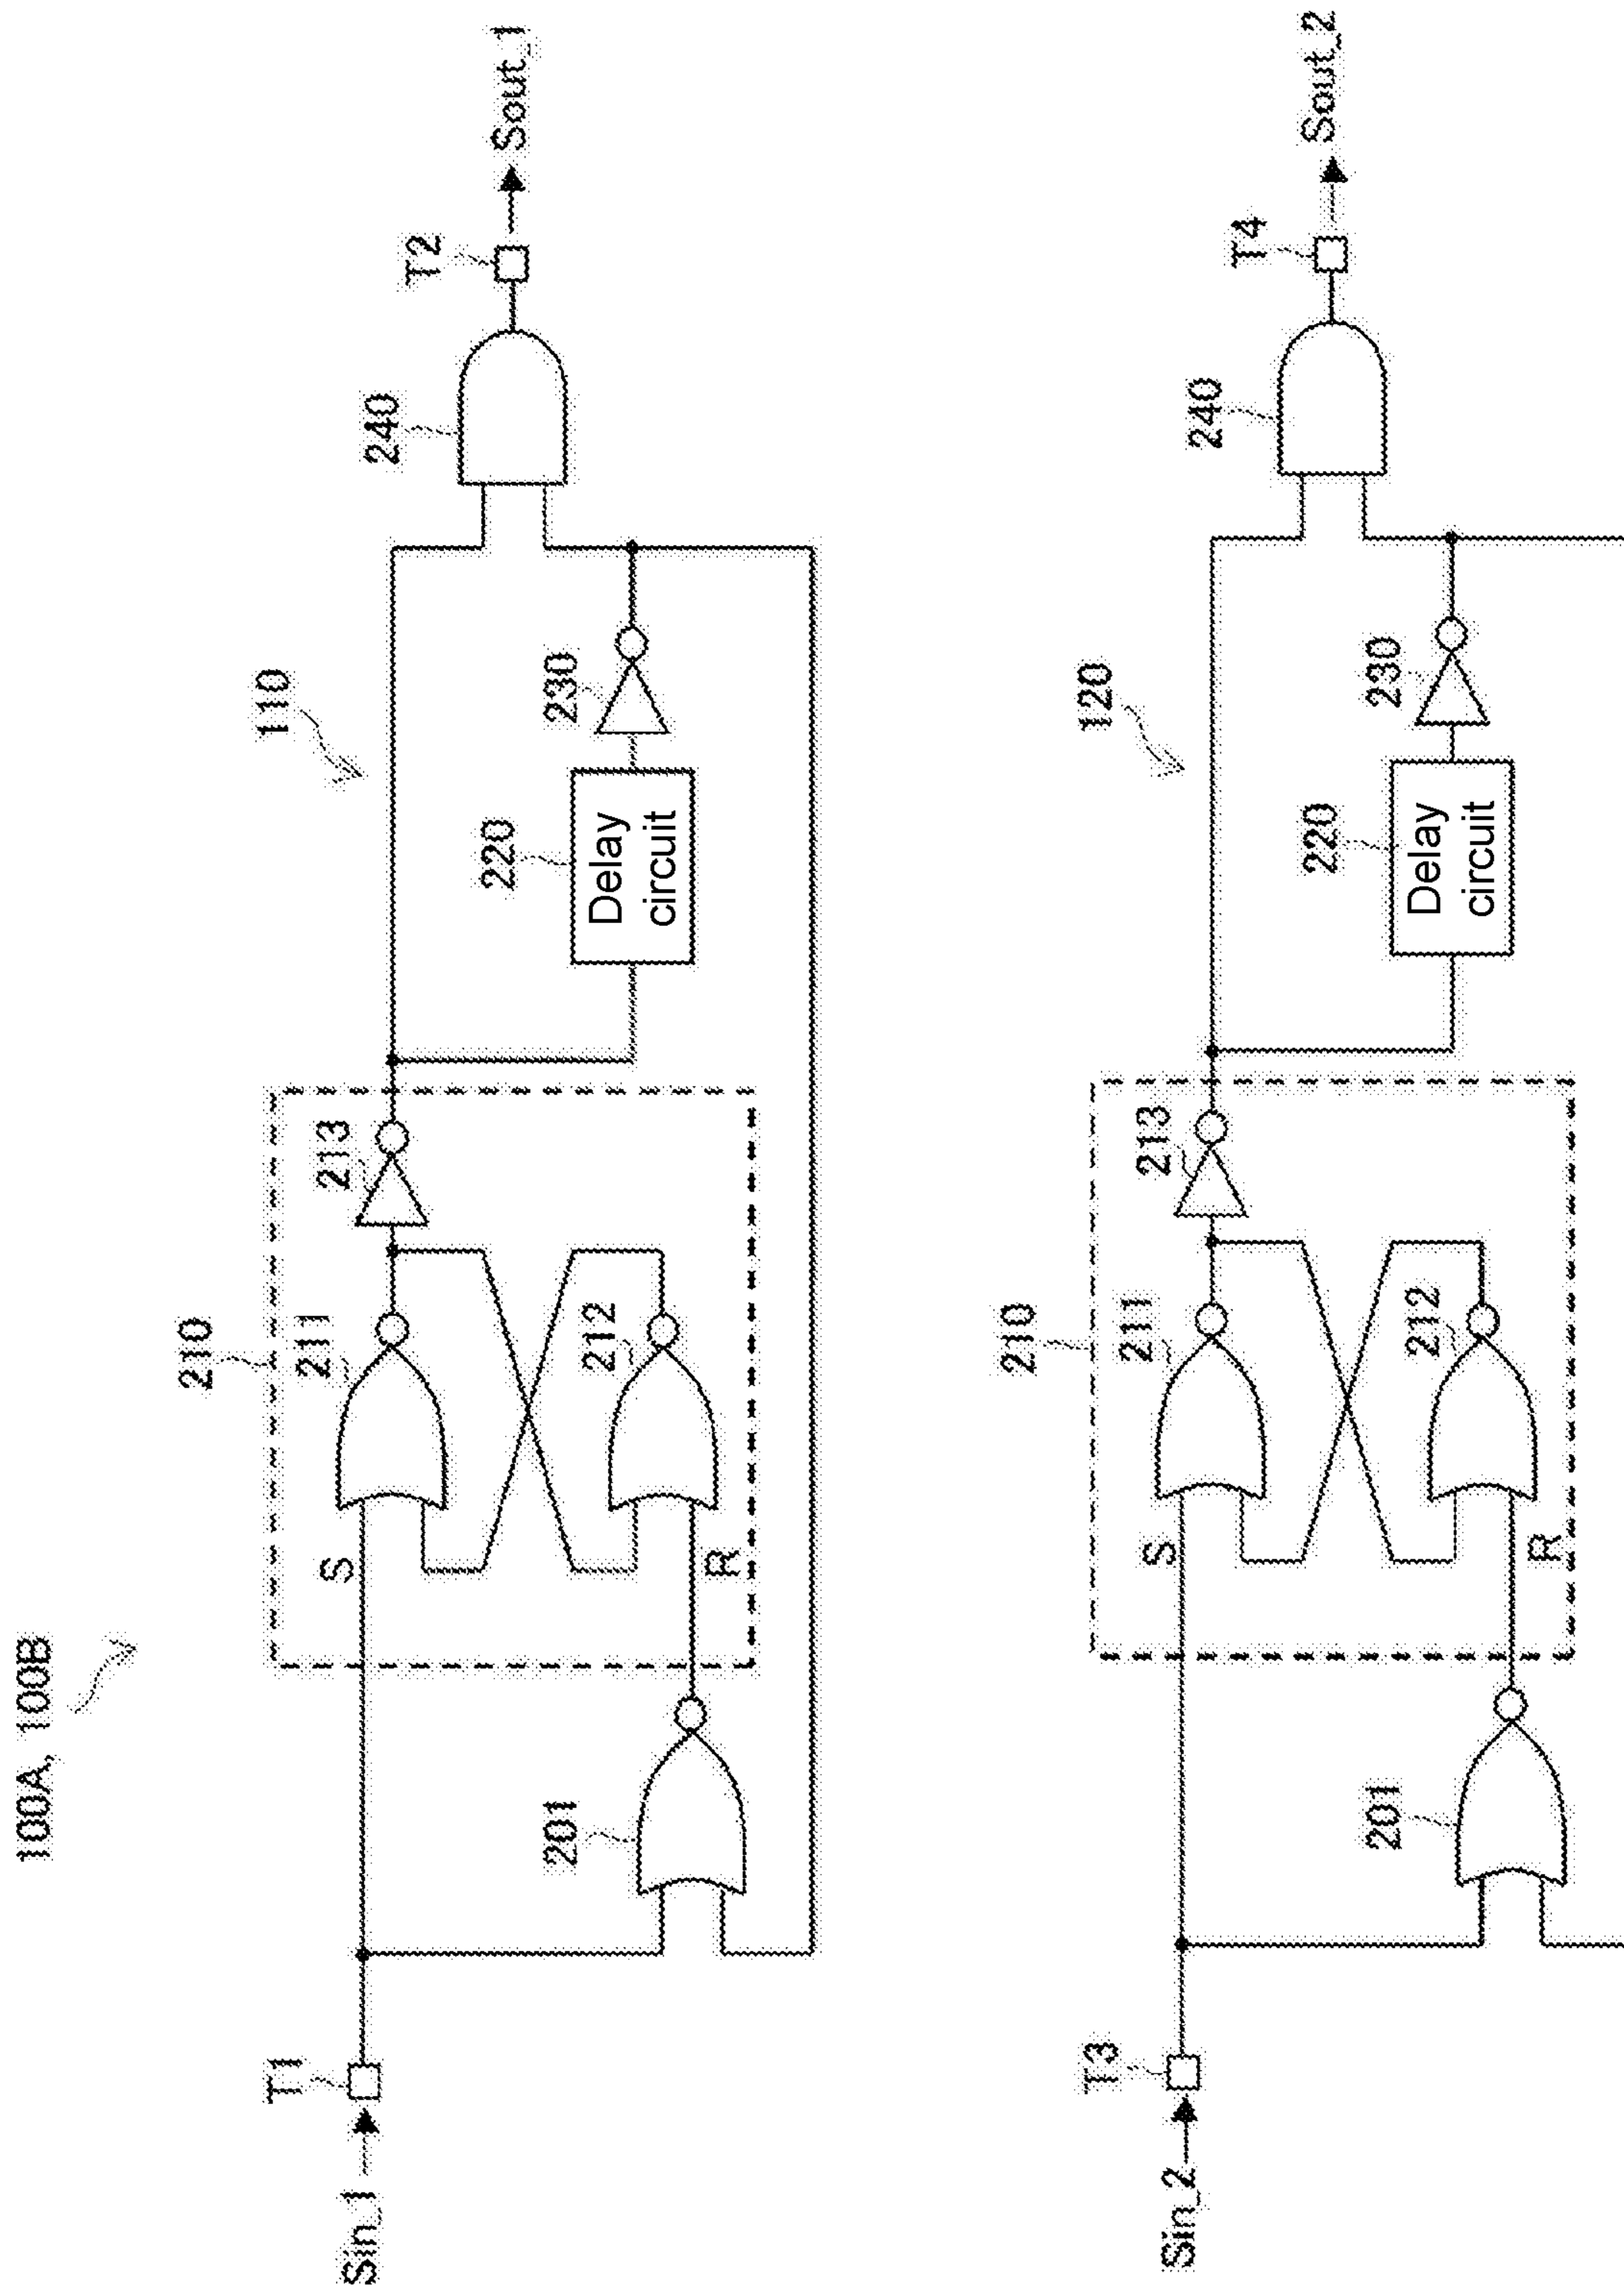 100A, 100B
110
210
S
211
213
212
R
201
220
Delay
circuit
230
240
T1
Sin_1
T2
Sout_1
120
210
S
211
213
212
R
201
220
Delay
circuit
230
240
T3
Sin_2
T4
Sout_2